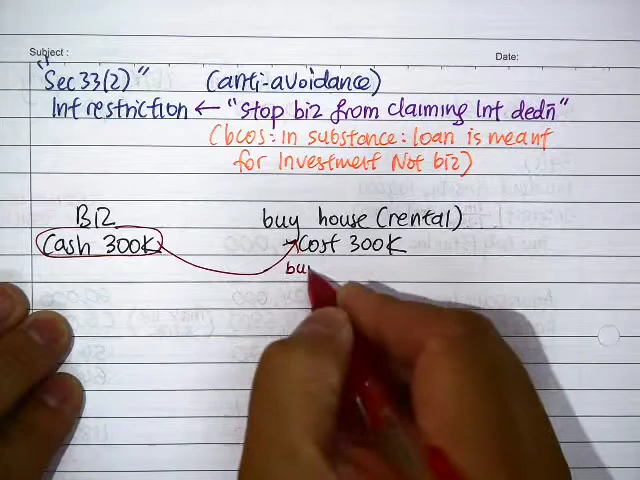 Subject : Date:
"Sec 33(2)" (anti-avoidance)
Int restriction ← "stop biz from claiming Int dedn̄"
(bcos: in substance: loan is meant
for Investment Not biz)
Biz buy house (rental)
Cash 300K Cost 300K
bu